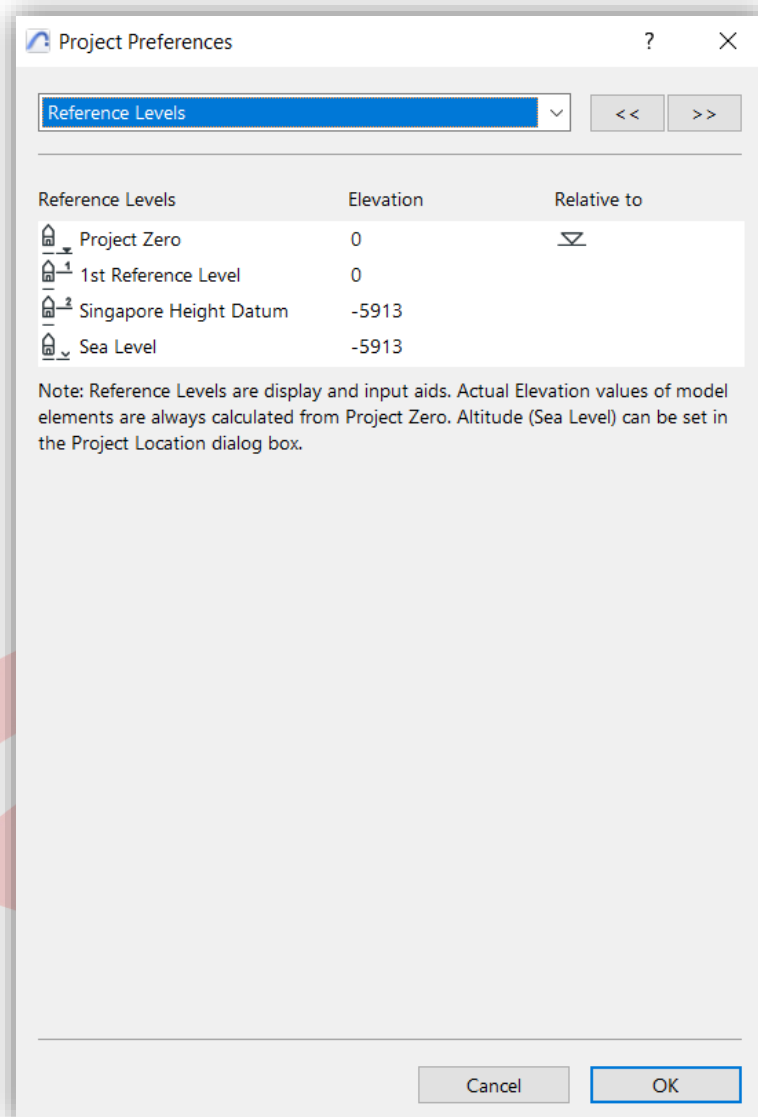 Project Preferences ?
Reference Levels << >>
Reference Levels Elevation Relative to
Project Zero 0
1 1st Reference Level 0
2 Singapore Height Datum -5913
Sea Level -5913
Note: Reference Levels are display and input aids. Actual Elevation values of model
elements are always calculated from Project Zero. Altitude (Sea Level) can be set in
the Project Location dialog box.
Cancel OK